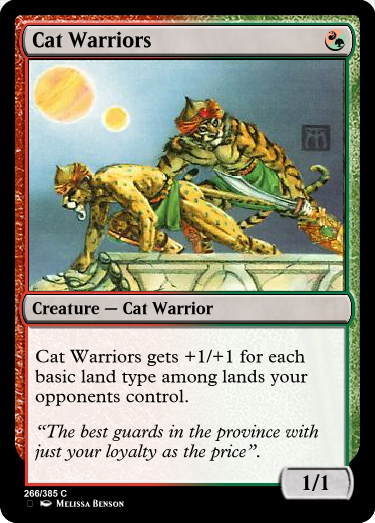 Cat Warriors
Creature — Cat Warrior
Cat Warriors gets +1/+1 for each
basic land type among lands your
opponents control.
“The best guards in the province with
just your loyalty as the price”.
1/1
266/385 C
Melissa Benson